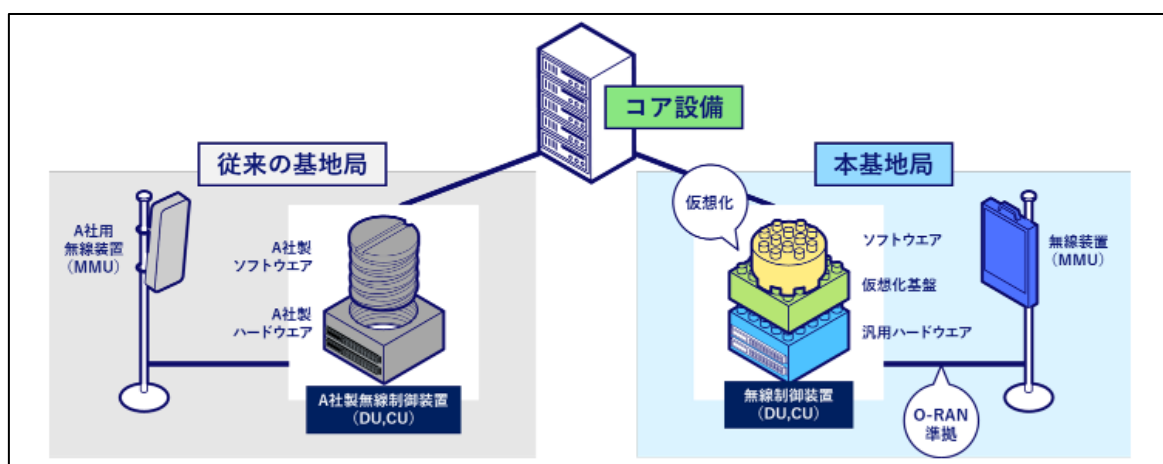 コア設備
従来の基地局
A社用
無線装置
（MMU）
A社製
ソフトウエア
A社製
ハードウエア
A社製無線制御装置
（DU,CU）
本基地局
仮想化
ソフトウエア
仮想化基盤
汎用ハードウエア
無線制御装置
（DU,CU）
無線装置
（MMU）
O-RAN
準拠